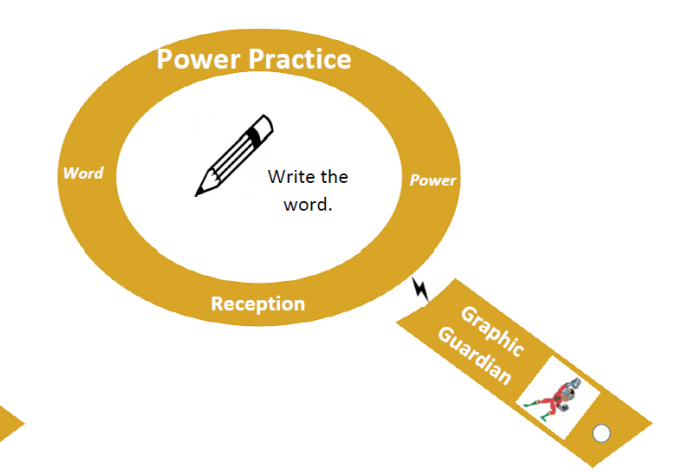 Power Practice
Word
Write the
word.
Power
Reception
Graphic
Guardian